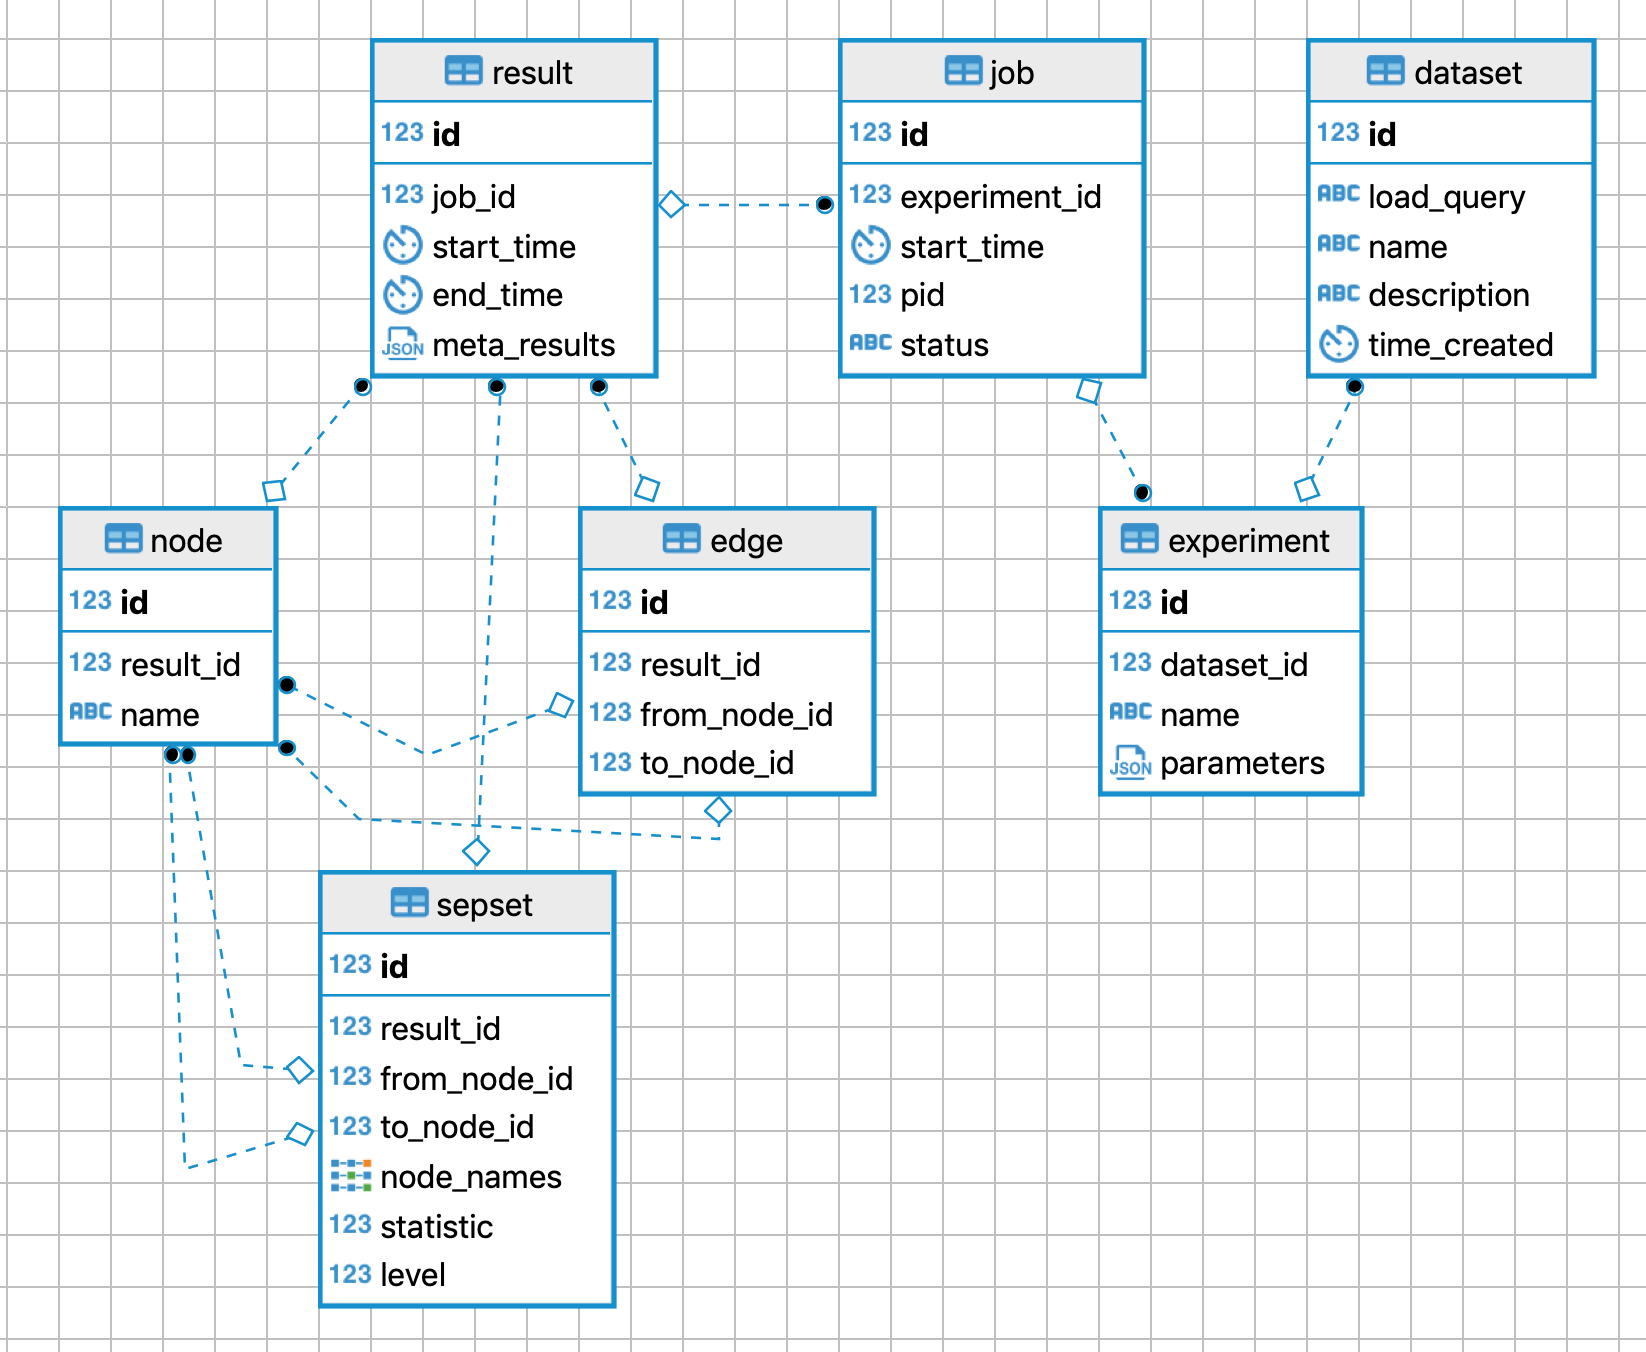 result
123 id
123 job_id
start_time
end_time
JSON meta_results
job
123 id
123 experiment_id
start_time
123 pid
ABC status
dataset
123 id
ABC load_query
ABC name
ABC description
time_created
node
123 id
123 result_id
ABC name
edge
123 id
123 result_id
123 from_node_id
123 to_node_id
experiment
123 id
123 dataset_id
ABC name
JSON parameters
sepset
123 id
123 result_id
123 from_node_id
123 to_node_id
node_names
123 statistic
123 level